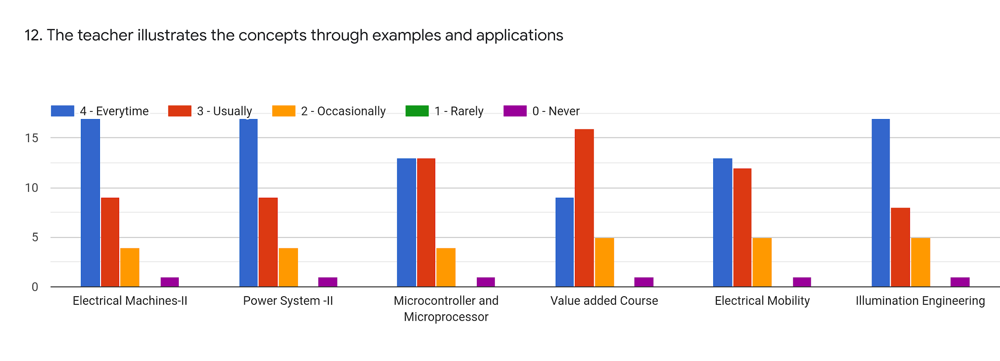 12. The teacher illustrates the concepts through examples and applications
4 - Everytime 3 - Usually 2 - Occasionally 1 - Rarely 0 - Never
15
10
5
0
Electrical Machines-II Power System -II Microcontroller and Value added Course Electrical Mobility Illumination Engineering
Microprocessor